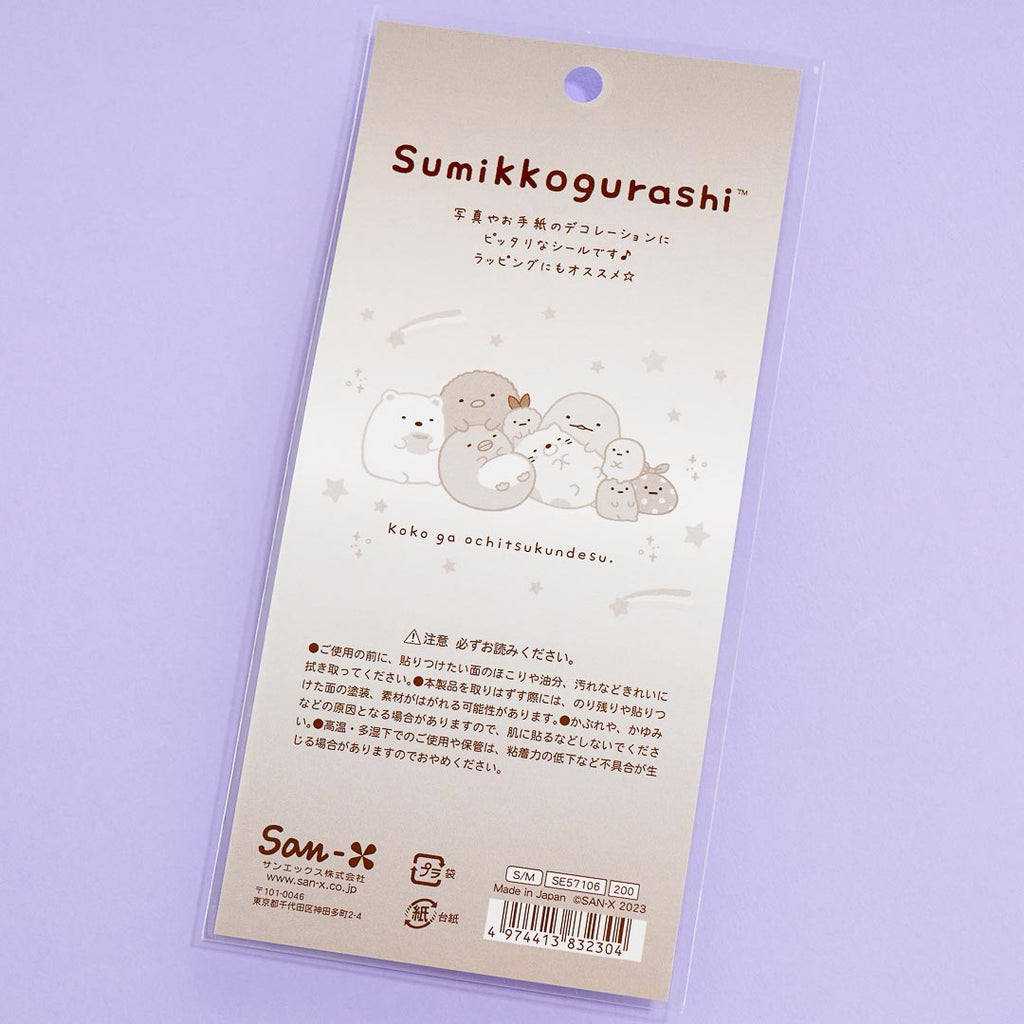 Sumikkogurashi™
写真やお手紙のデコレーションに
ピッタリなシールです♪
ラッピングにもオススメ☆
Koko ga ochitsukundesu.
⚠注意 必ずお読みください。
●ご使用の前に、貼りつけたい面のほこりや油分、汚れなどきれいに
拭き取ってください。●本製品を取りはずす際には、のり残りや貼りつ
けた面の塗装、素材がはがれる可能性があります。●かぶれや、かゆみ
などの原因となる場合がありますので、肌に貼るなどしないでくださ
い。●高温・多湿下でのご使用や保管は、粘着力の低下など不具合が生
じる場合がありますのでおやめください。
San-X
サンエックス株式会社
www.san-x.co.jp
〒101-0046
東京都千代田区神田多町2-4
プラ 袋
紙 台紙
S/M SE57106 200
Made in Japan ©SAN-X 2023
4 974413 832304